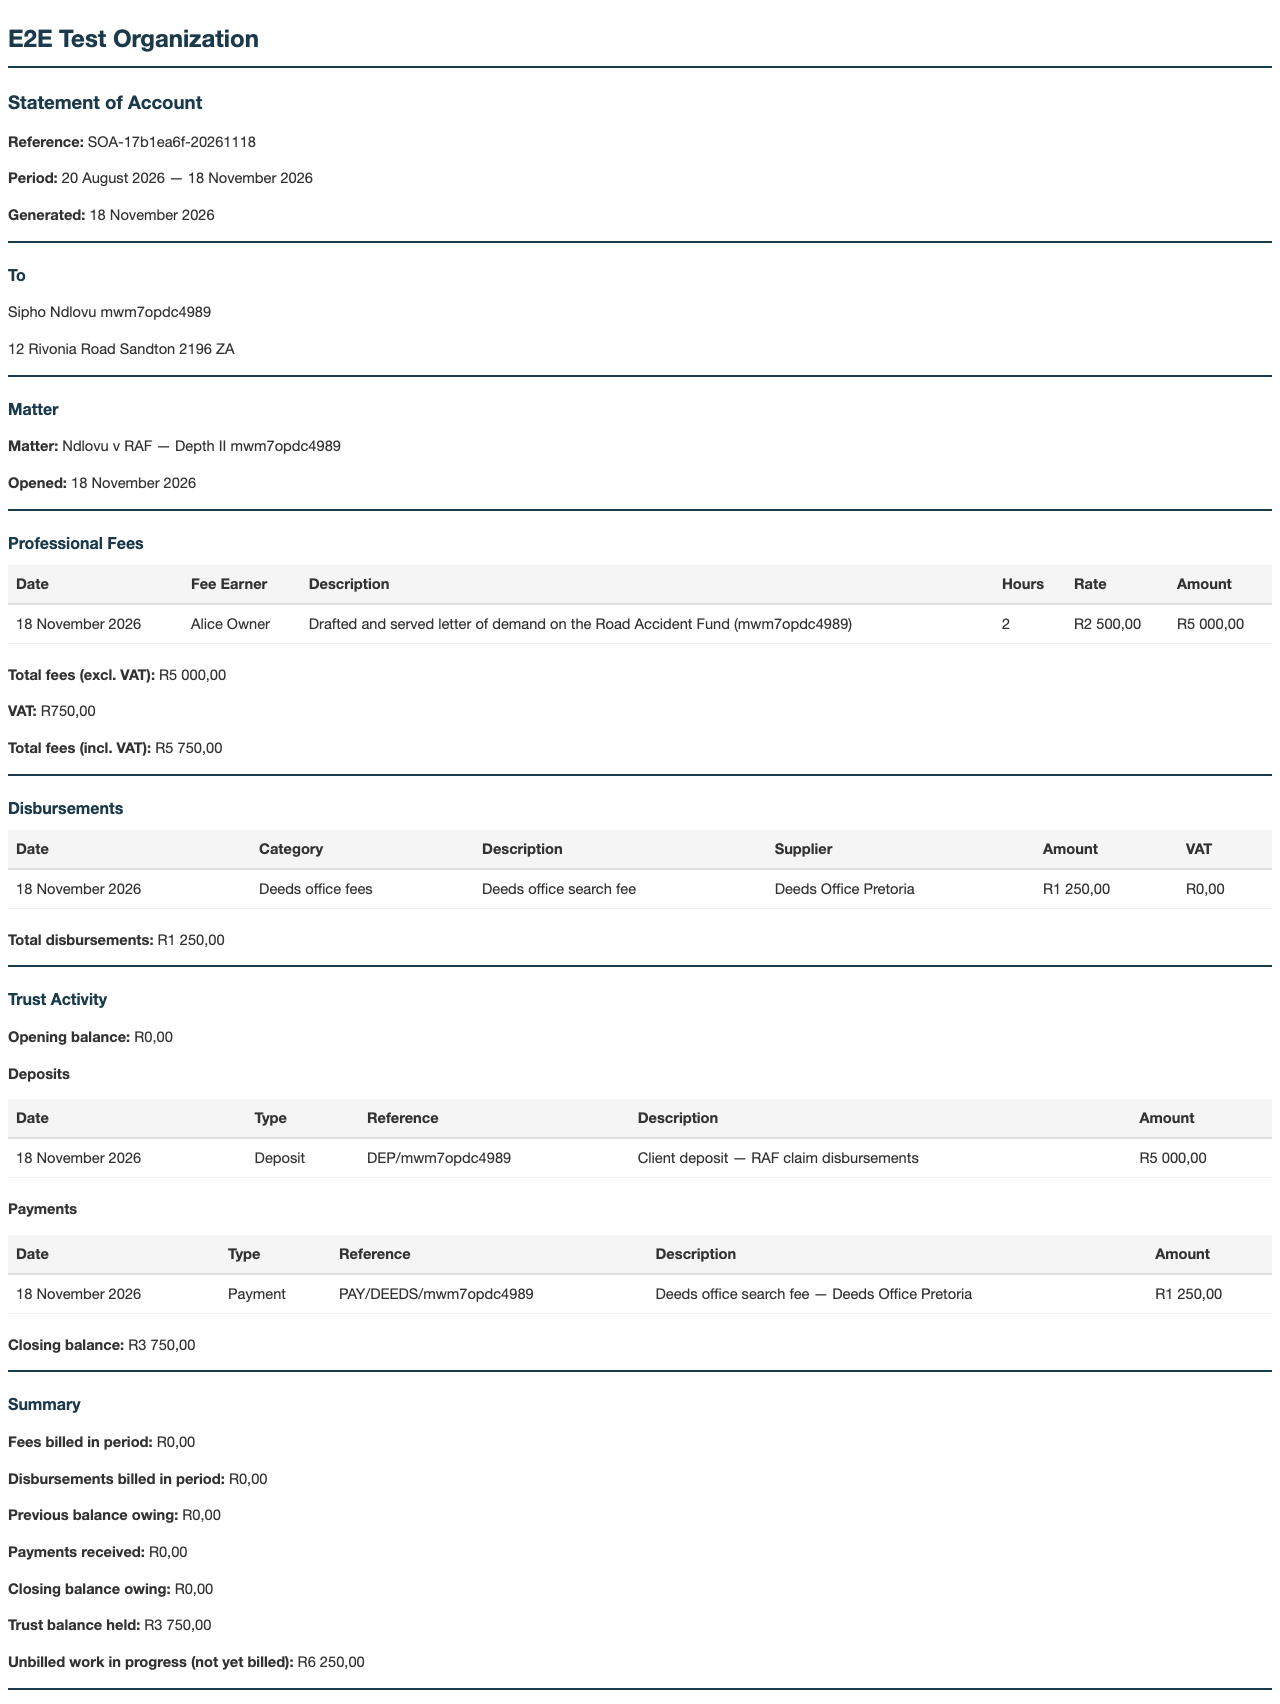 E2E Test Organization
Statement of Account
Reference: SOA-17b1ea6f-20261118
Period: 20 August 2026 — 18 November 2026
Generated: 18 November 2026
To
Sipho Ndlovu mwm7opdc4989
12 Rivonia Road Sandton 2196 ZA
Matter
Matter: Ndlovu v RAF — Depth II mwm7opdc4989
Opened: 18 November 2026
Professional Fees
Date Fee Earner Description Hours Rate Amount
18 November 2026 Alice Owner Drafted and served letter of demand on the Road Accident Fund (mwm7opdc4989) 2 R2 500,00 R5 000,00
Total fees (excl. VAT): R5 000,00
VAT: R750,00
Total fees (incl. VAT): R5 750,00
Disbursements
Date Category Description Supplier Amount VAT
18 November 2026 Deeds office fees Deeds office search fee Deeds Office Pretoria R1 250,00 R0,00
Total disbursements: R1 250,00
Trust Activity
Opening balance: R0,00
Deposits
Date Type Reference Description Amount
18 November 2026 Deposit DEP/mwm7opdc4989 Client deposit — RAF claim disbursements R5 000,00
Payments
Date Type Reference Description Amount
18 November 2026 Payment PAY/DEEDS/mwm7opdc4989 Deeds office search fee — Deeds Office Pretoria R1 250,00
Closing balance: R3 750,00
Summary
Fees billed in period: R0,00
Disbursements billed in period: R0,00
Previous balance owing: R0,00
Payments received: R0,00
Closing balance owing: R0,00
Trust balance held: R3 750,00
Unbilled work in progress (not yet billed): R6 250,00